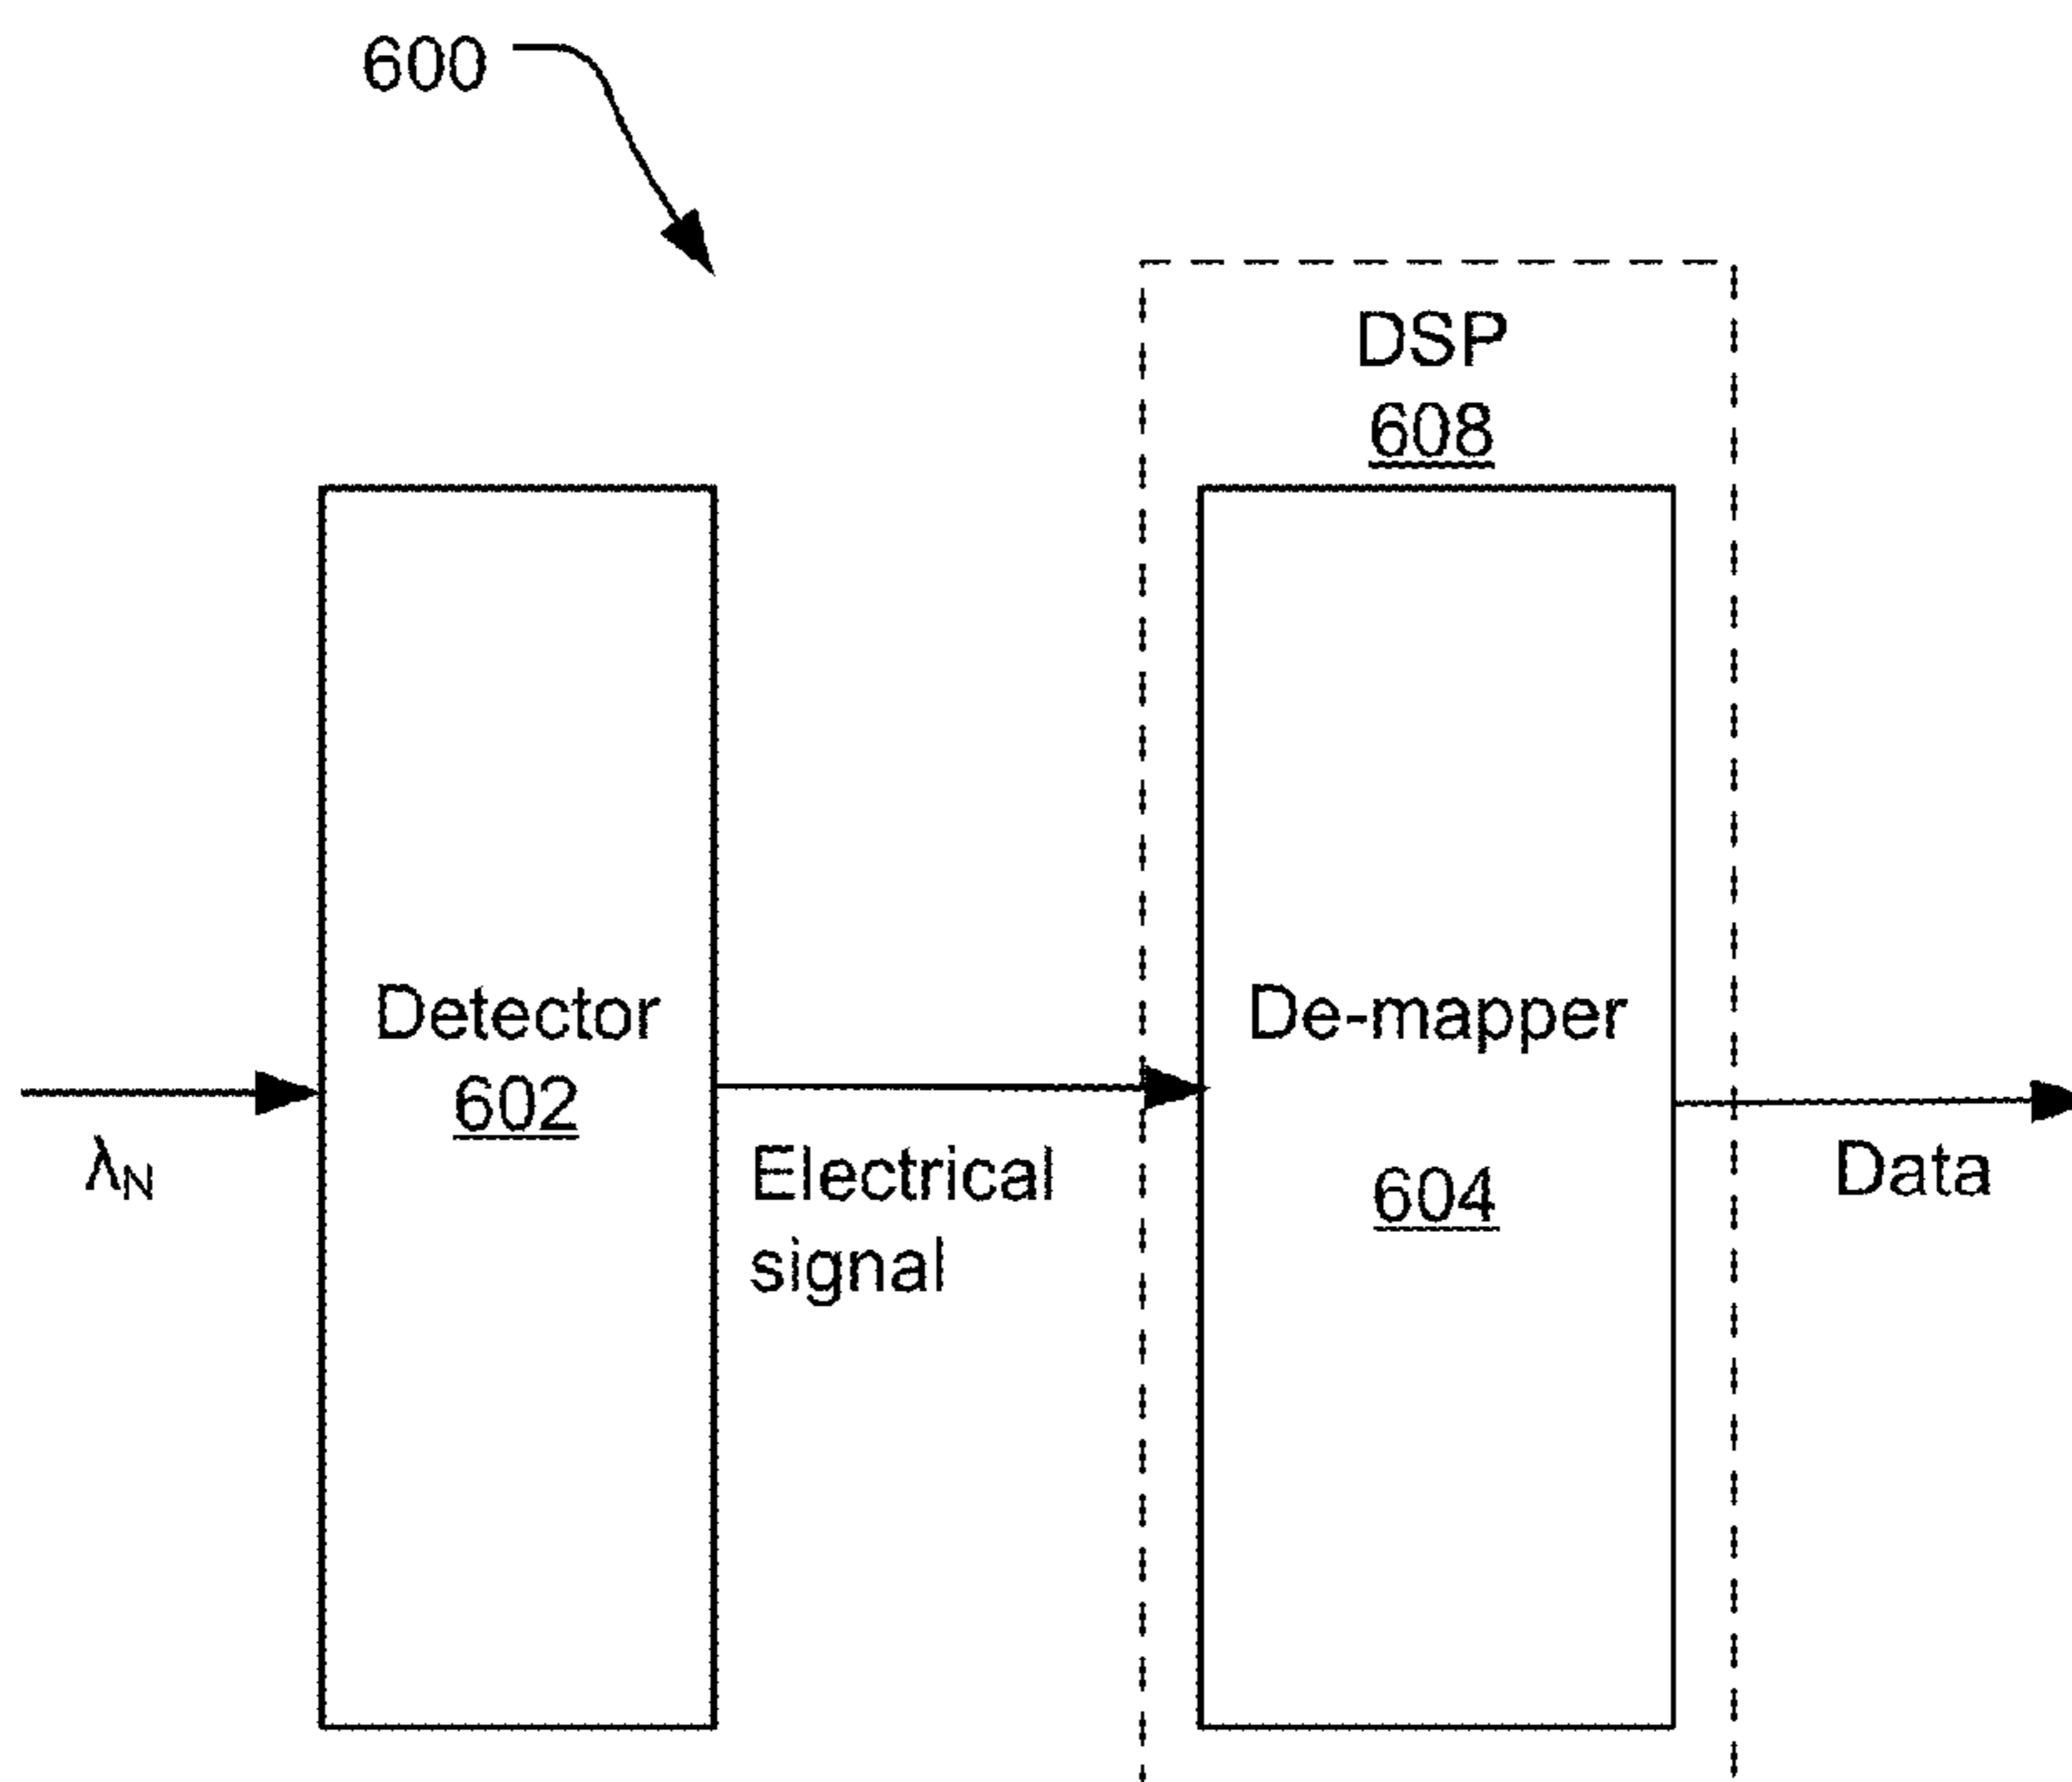 600
DSP
608
Detector
602
De-mapper
604
λN
Electrical
signal
Data